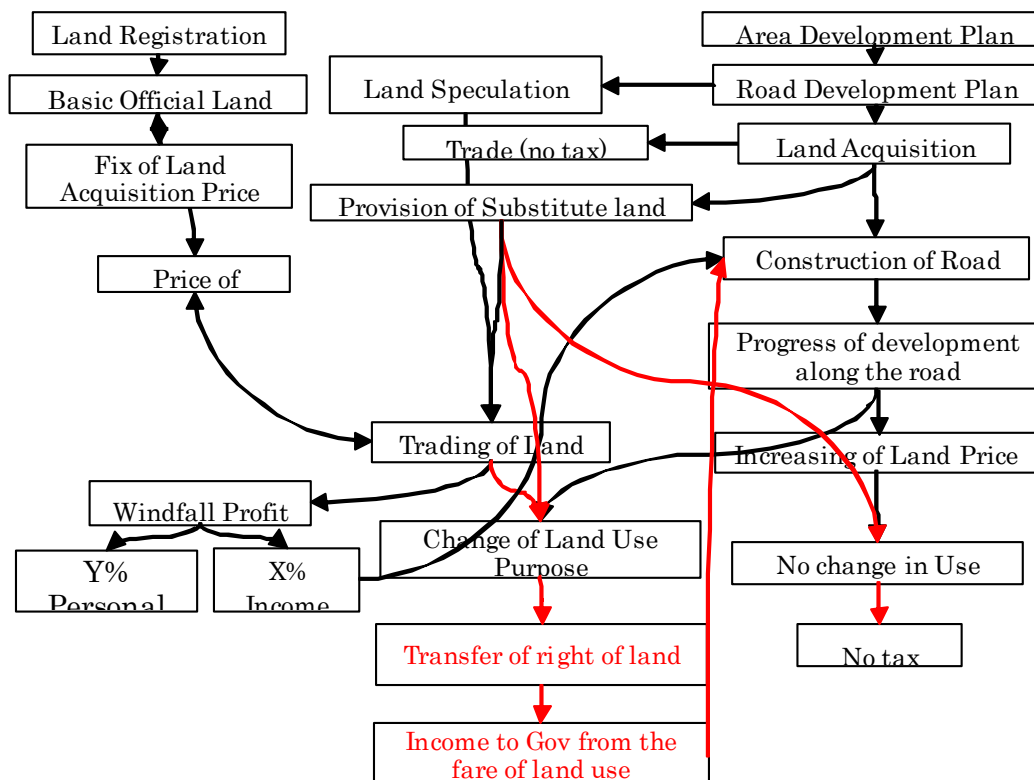 Land Registration
Basic Official Land
Fix of Land
Acquisition Price
Price of
Land Speculation
Trade (no tax)
Provision of Substitute land
Area Development Plan
Road Development Plan
Land Acquisition
Construction of Road
Progress of development
along the road
Increasing of Land Price
Trading of Land
Windfall Profit
Y%
Personal
X%
Income
Change of Land Use
Purpose
No change in Use
No tax
Transfer of right of land
Income to Gov from the
fare of land use